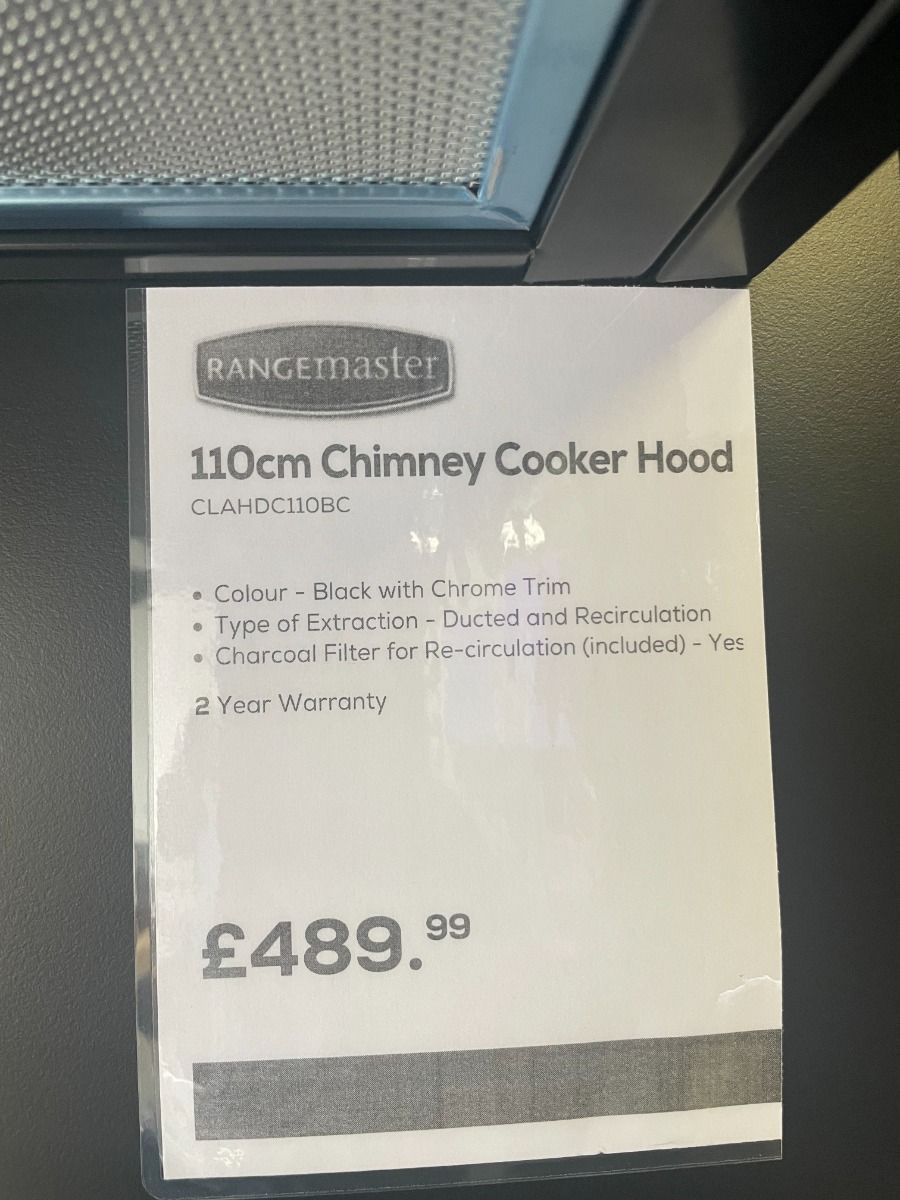 RANGEmaster
110cm Chimney Cooker Hood
CLAHDC110BC
• Colour - Black with Chrome Trim
• Type of Extraction - Ducted and Recirculation
• Charcoal Filter for Re-circulation (included) - Yes
2 Year Warranty
£489.99